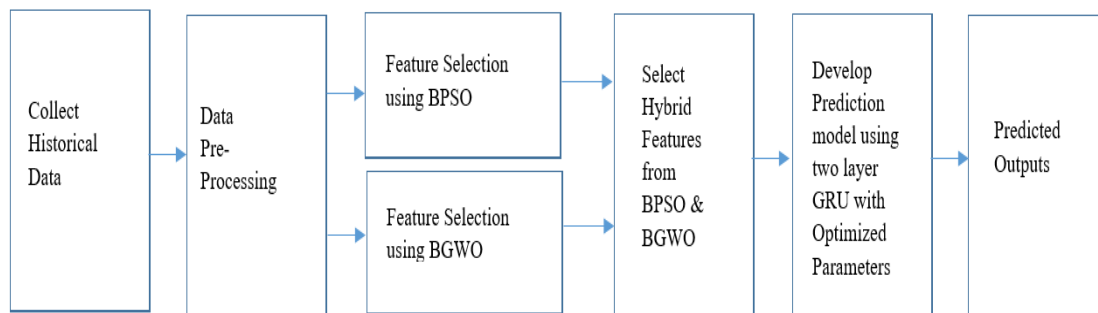 Collect
Historical
Data
Data
Pre-
Processing
Feature Selection
using BPSO
Feature Selection
using BGWO
Select
Hybrid
Features
from
BPSO &
BGWO
Develop
Prediction
model using
two layer
GRU with
Optimized
Parameters
Predicted
Outputs